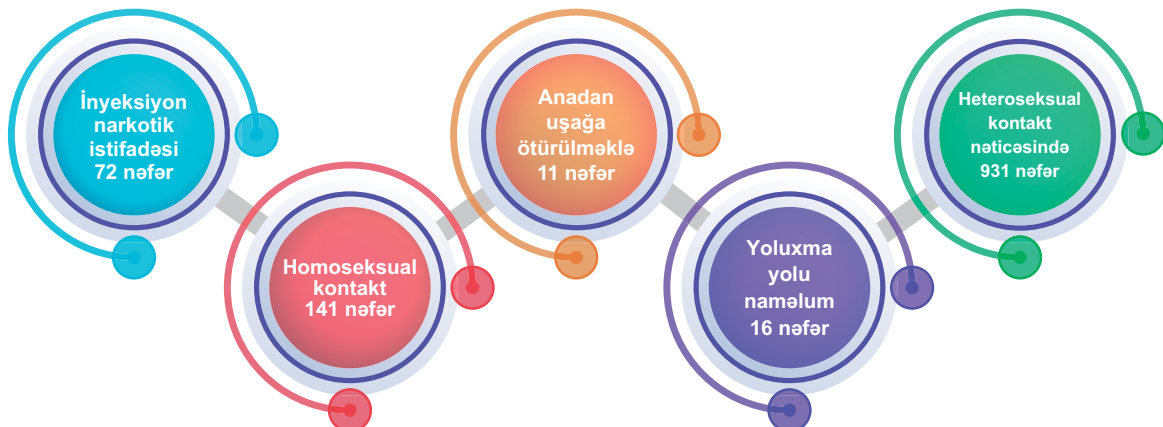 İnyeksiyon
narkotik
istifadəsi
72 nəfər
Homoseksual
kontakt
141 nəfər
Anadan
uşağa
ötürülməklə
11 nəfər
Yoluxma
yolu
naməlum
16 nəfər
Heteroseksual
kontakt
nəticəsində
931 nəfər